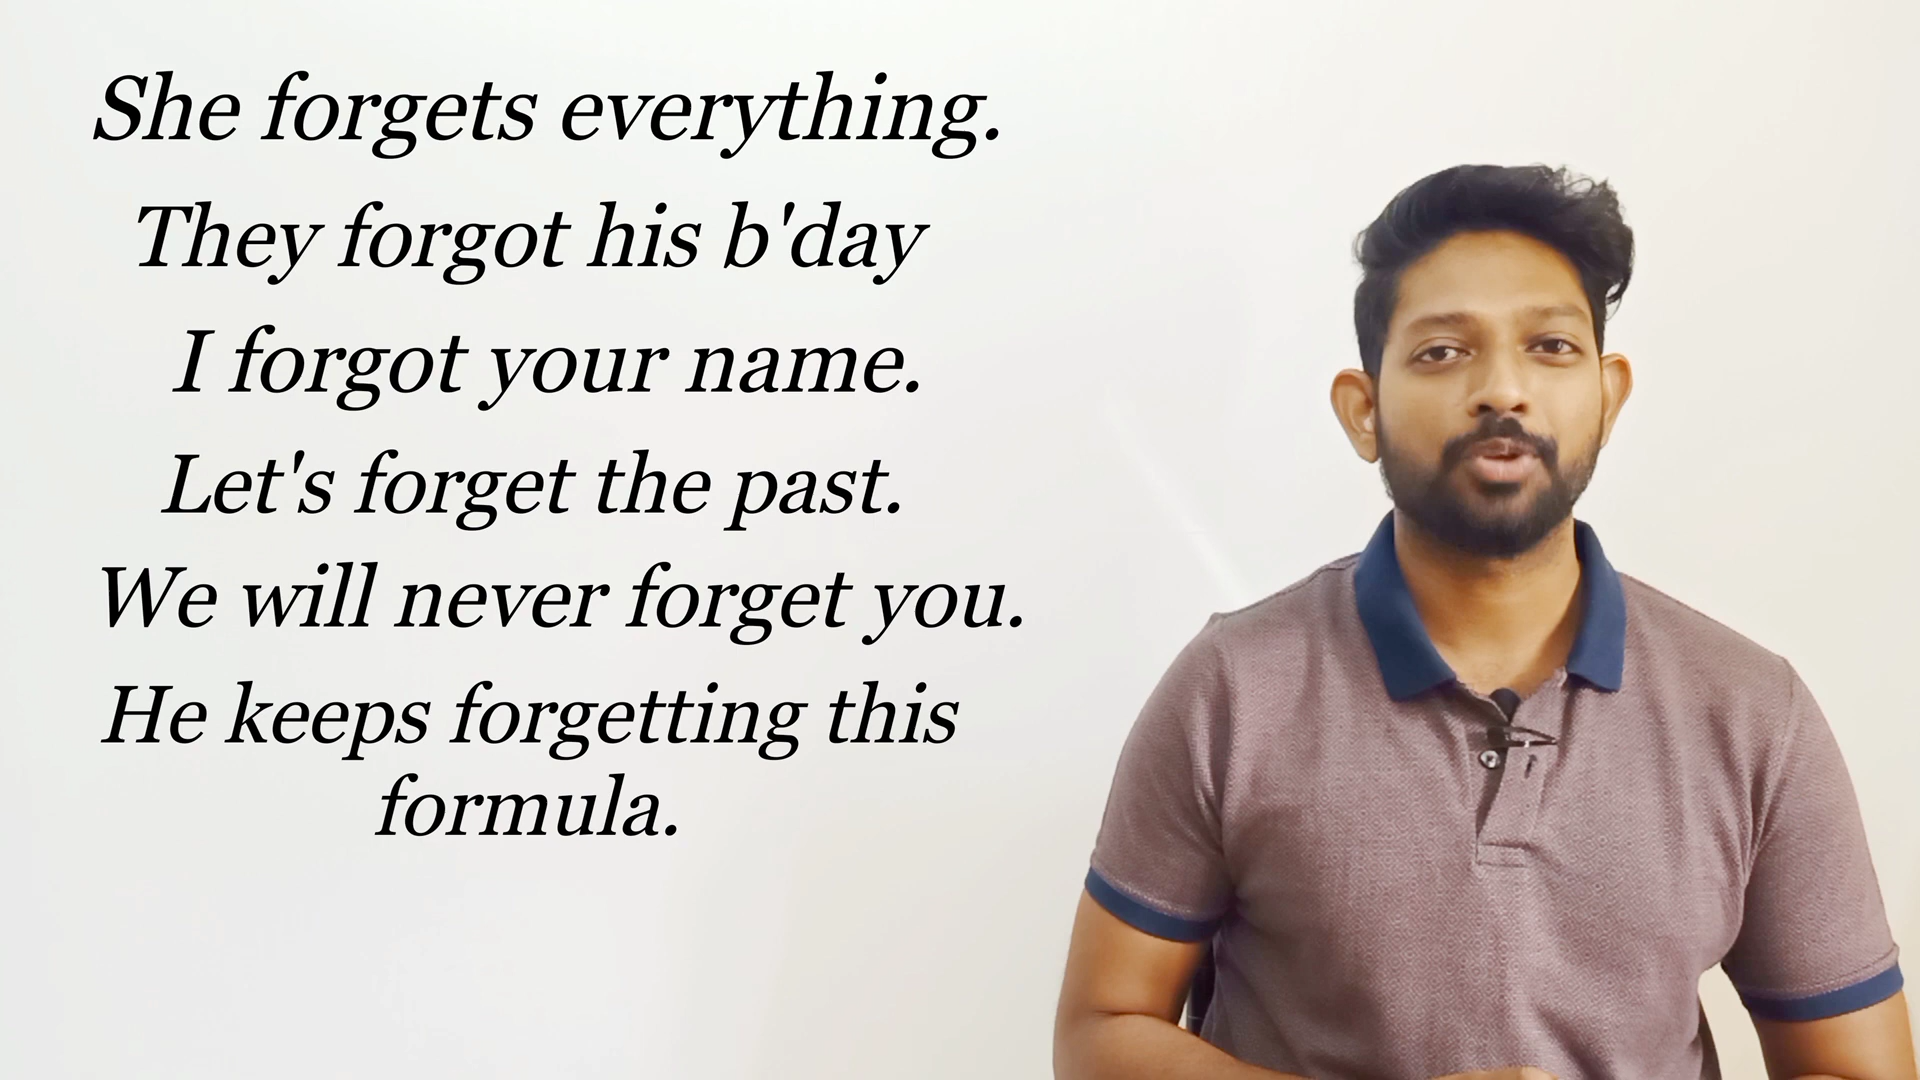 She forgets everything.
They forgot his b'day
I forgot your name.
Let's forget the past.
We will never forget you.
He keeps forgetting this
formula.